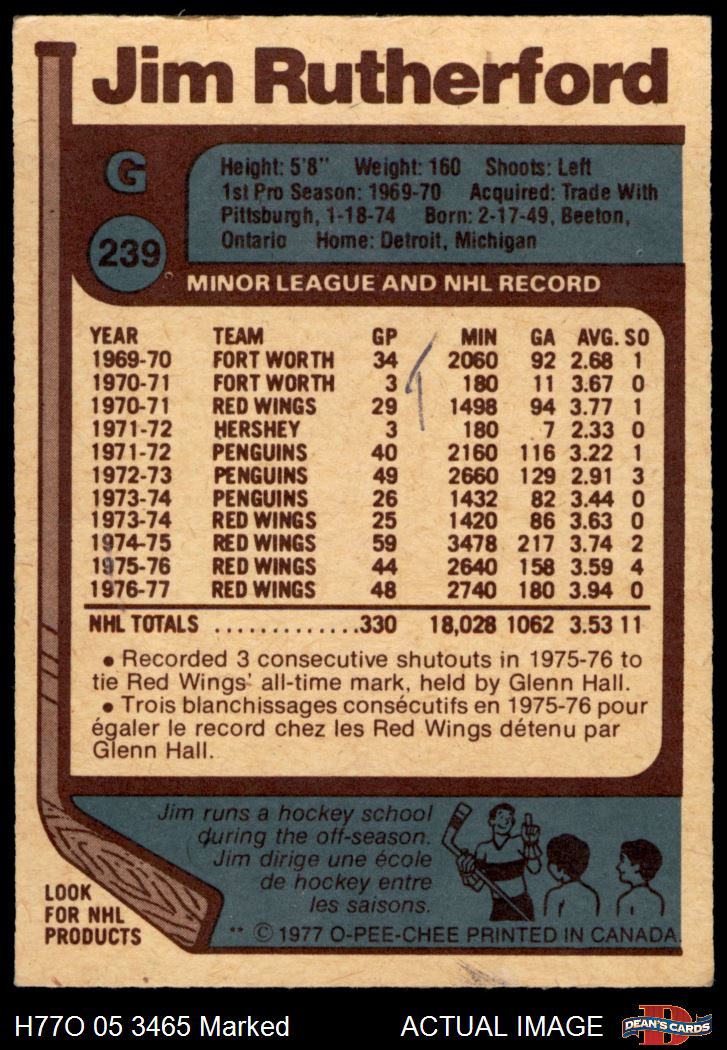 Jim Rutherford
G
239
Height: 5'8" Weight: 160 Shoots: Left
1st Pro Season: 1969-70 Acquired: Trade With
Pittsburgh, 1-18-74 Born: 2-17-49, Beeton,
Ontario Home: Detroit, Michigan
MINOR LEAGUE AND NHL RECORD
YEAR TEAM GP MIN GA AVG. SO
1969-70 FORT WORTH 34 2060 92 2.68 1
1970-71 FORT WORTH 3 180 11 3.67 0
1970-71 RED WINGS 29 1498 94 3.77 1
1971-72 HERSHEY 3 180 7 2.33 0
1971-72 PENGUINS 40 2160 116 3.22 1
1972-73 PENGUINS 49 2660 129 2.91 3
1973-74 PENGUINS 26 1432 82 3.44 0
1973-74 RED WINGS 25 1420 86 3.63 0
1974-75 RED WINGS 59 3478 217 3.74 2
1975-76 RED WINGS 44 2640 158 3.59 4
1976-77 RED WINGS 48 2740 180 3.94 0
NHL TOTALS .............330 18,028 1062 3.53 11
• Recorded 3 consecutive shutouts in 1975-76 to
tie Red Wings' all-time mark, held by Glenn Hall.
• Trois blanchissages consécutifs en 1975-76 pour
égaler le record chez les Red Wings détenu par
Glenn Hall.
Jim runs a hockey school
during the off-season.
Jim dirige une école
de hockey entre
les saisons.
LOOK
FOR NHL
PRODUCTS
** © 1977 O-PEE-CHEE PRINTED IN CANADA
H77O 05 3465 Marked ACTUAL IMAGE
D
DEAN'S CARDS